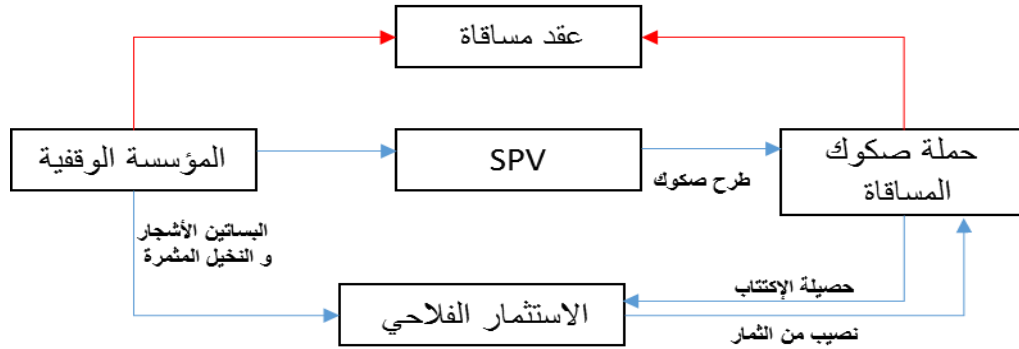 عقد مساقاة
المؤسسة الوقفية
SPV
حملة صكوك
المساقاة
طرح صكوك
البساتين الأشجار
و النخيل المثمرة
حصيلة الإكتتاب
الاستثمار الفلاحي
نصيب من الثمار